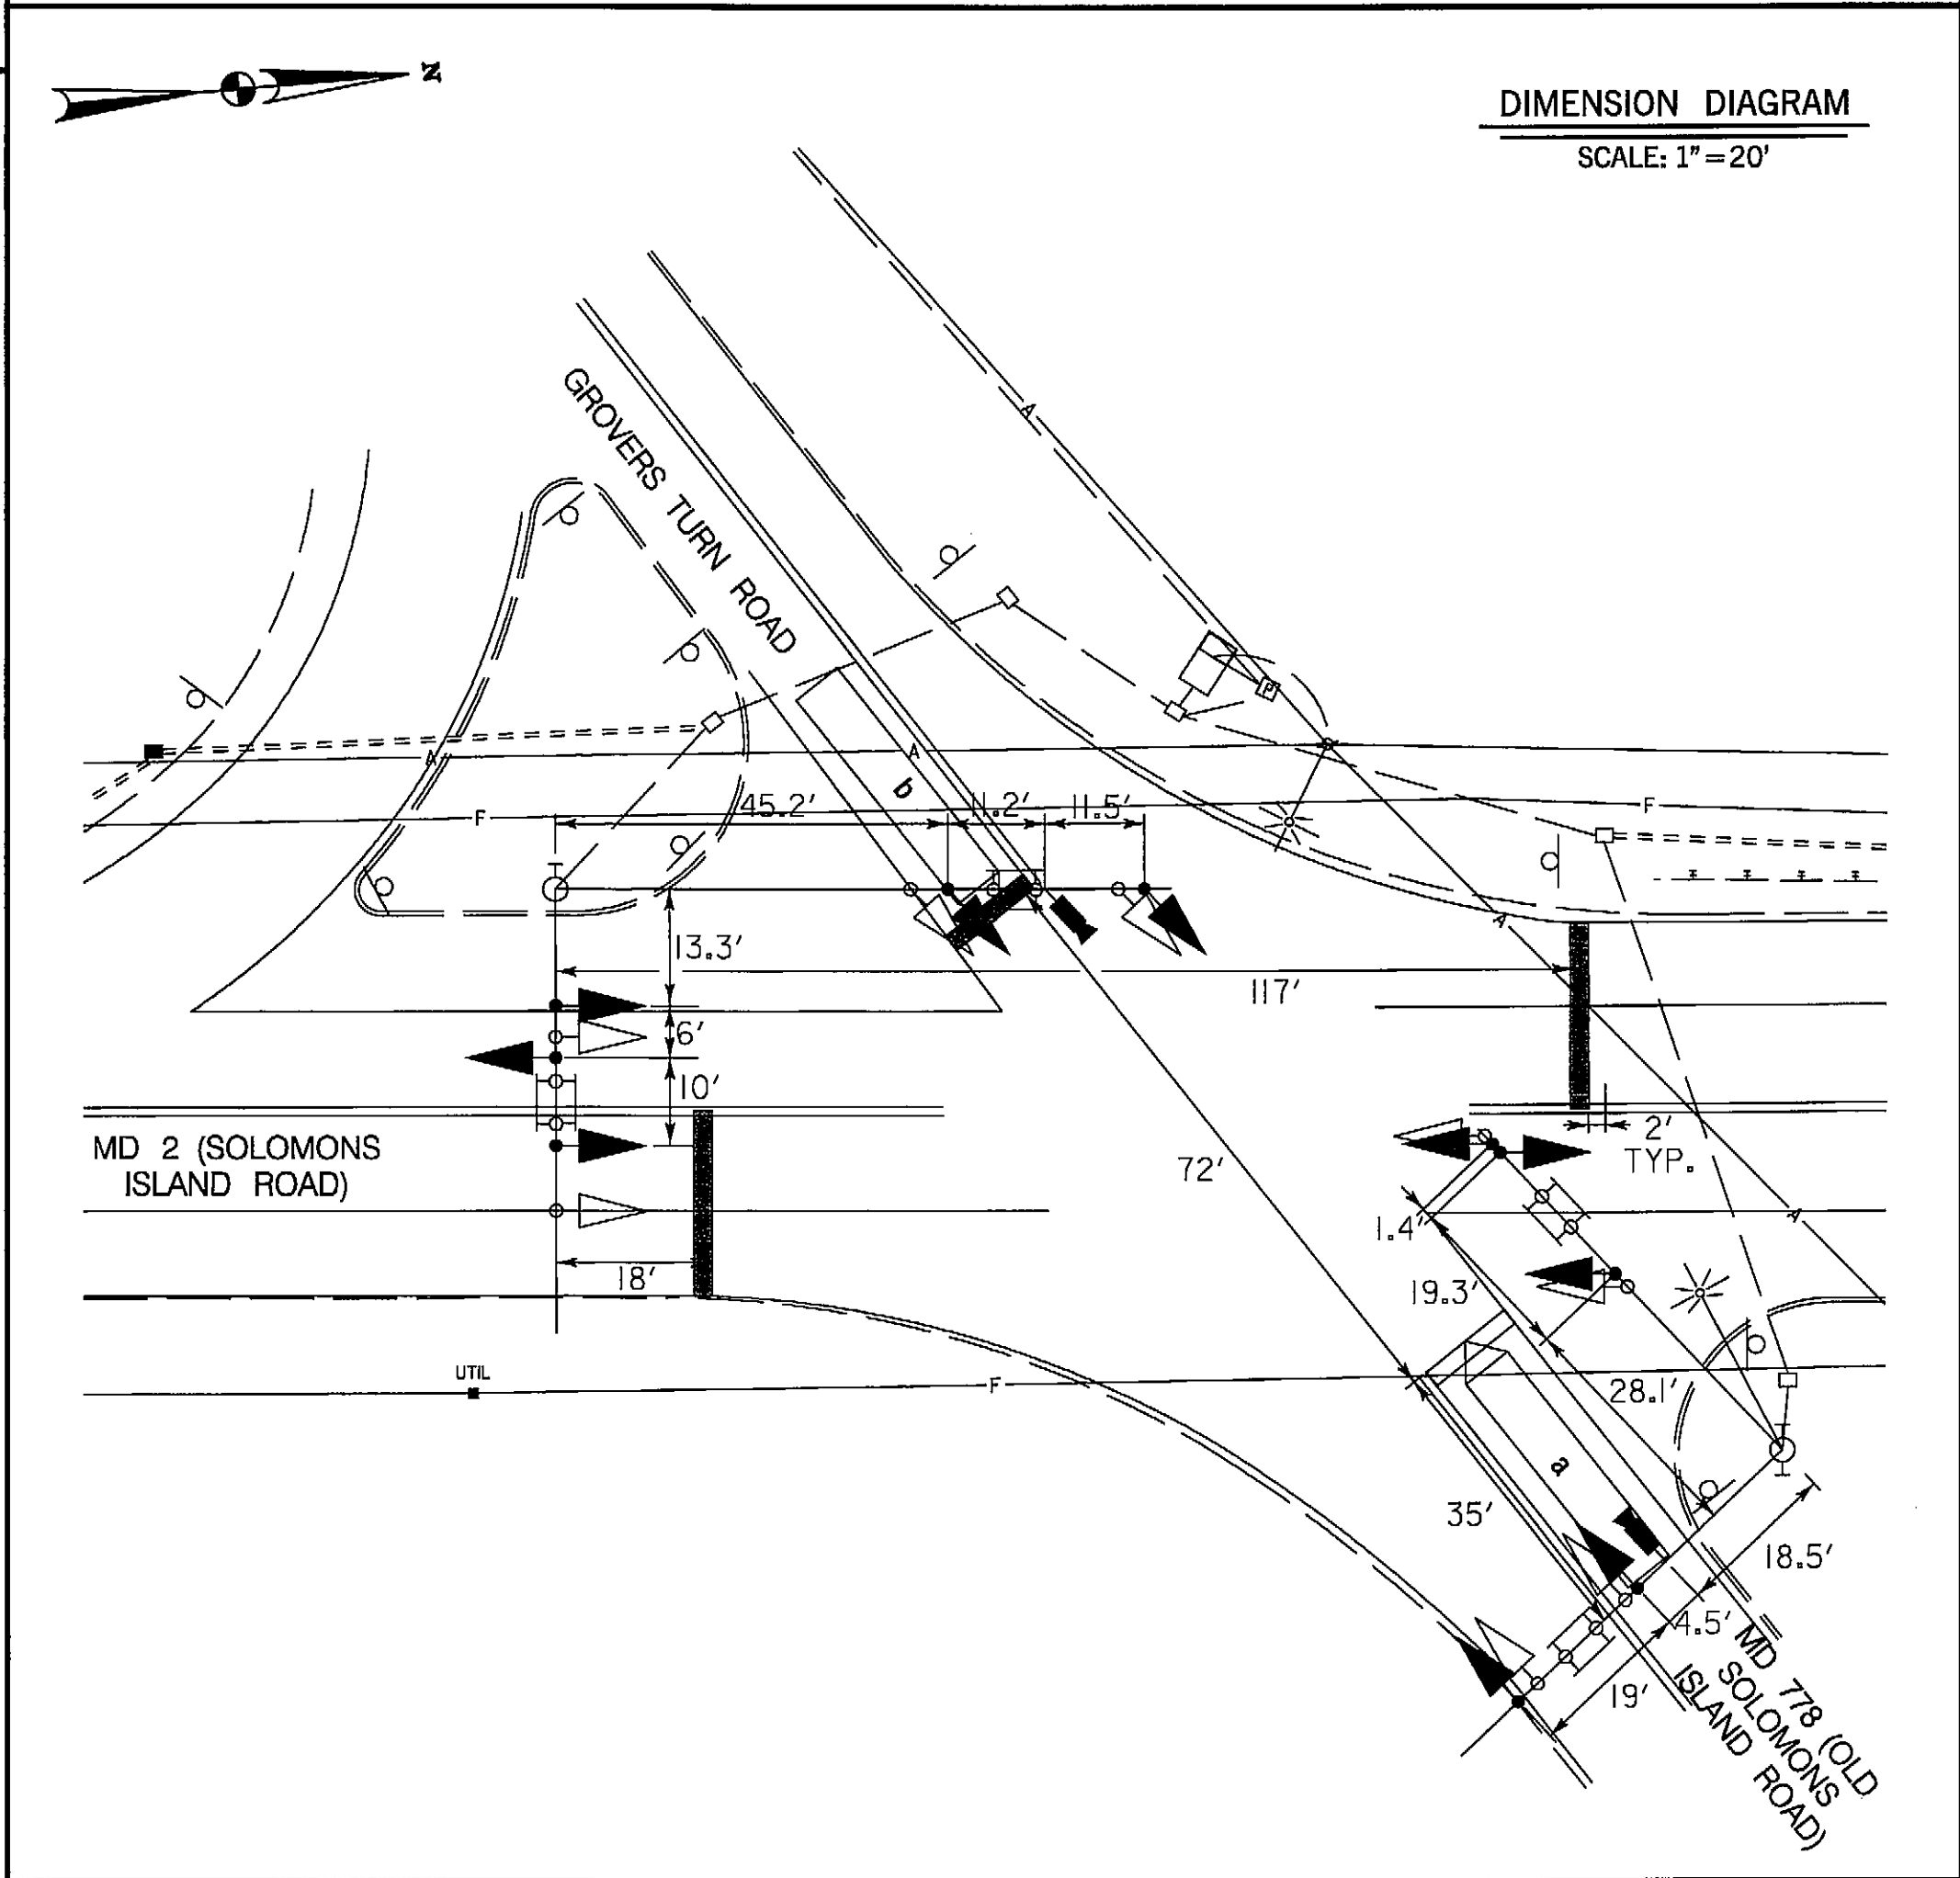 N
DIMENSION DIAGRAM
SCALE: 1"=20'
GROVERS TURN ROAD
A
A
A
b
45.2'
11.2'
11.5'
F
F
P
13.3'
117'
A
6'
10'
MD 2 (SOLOMONS
ISLAND ROAD)
2'
TYP.
72'
1.4'
A
18'
19.3'
UTIL
F
28.1'
a
35'
18.5'
4.5'
19'
MD 778 (OLD
SOLOMONS
ISLAND ROAD)